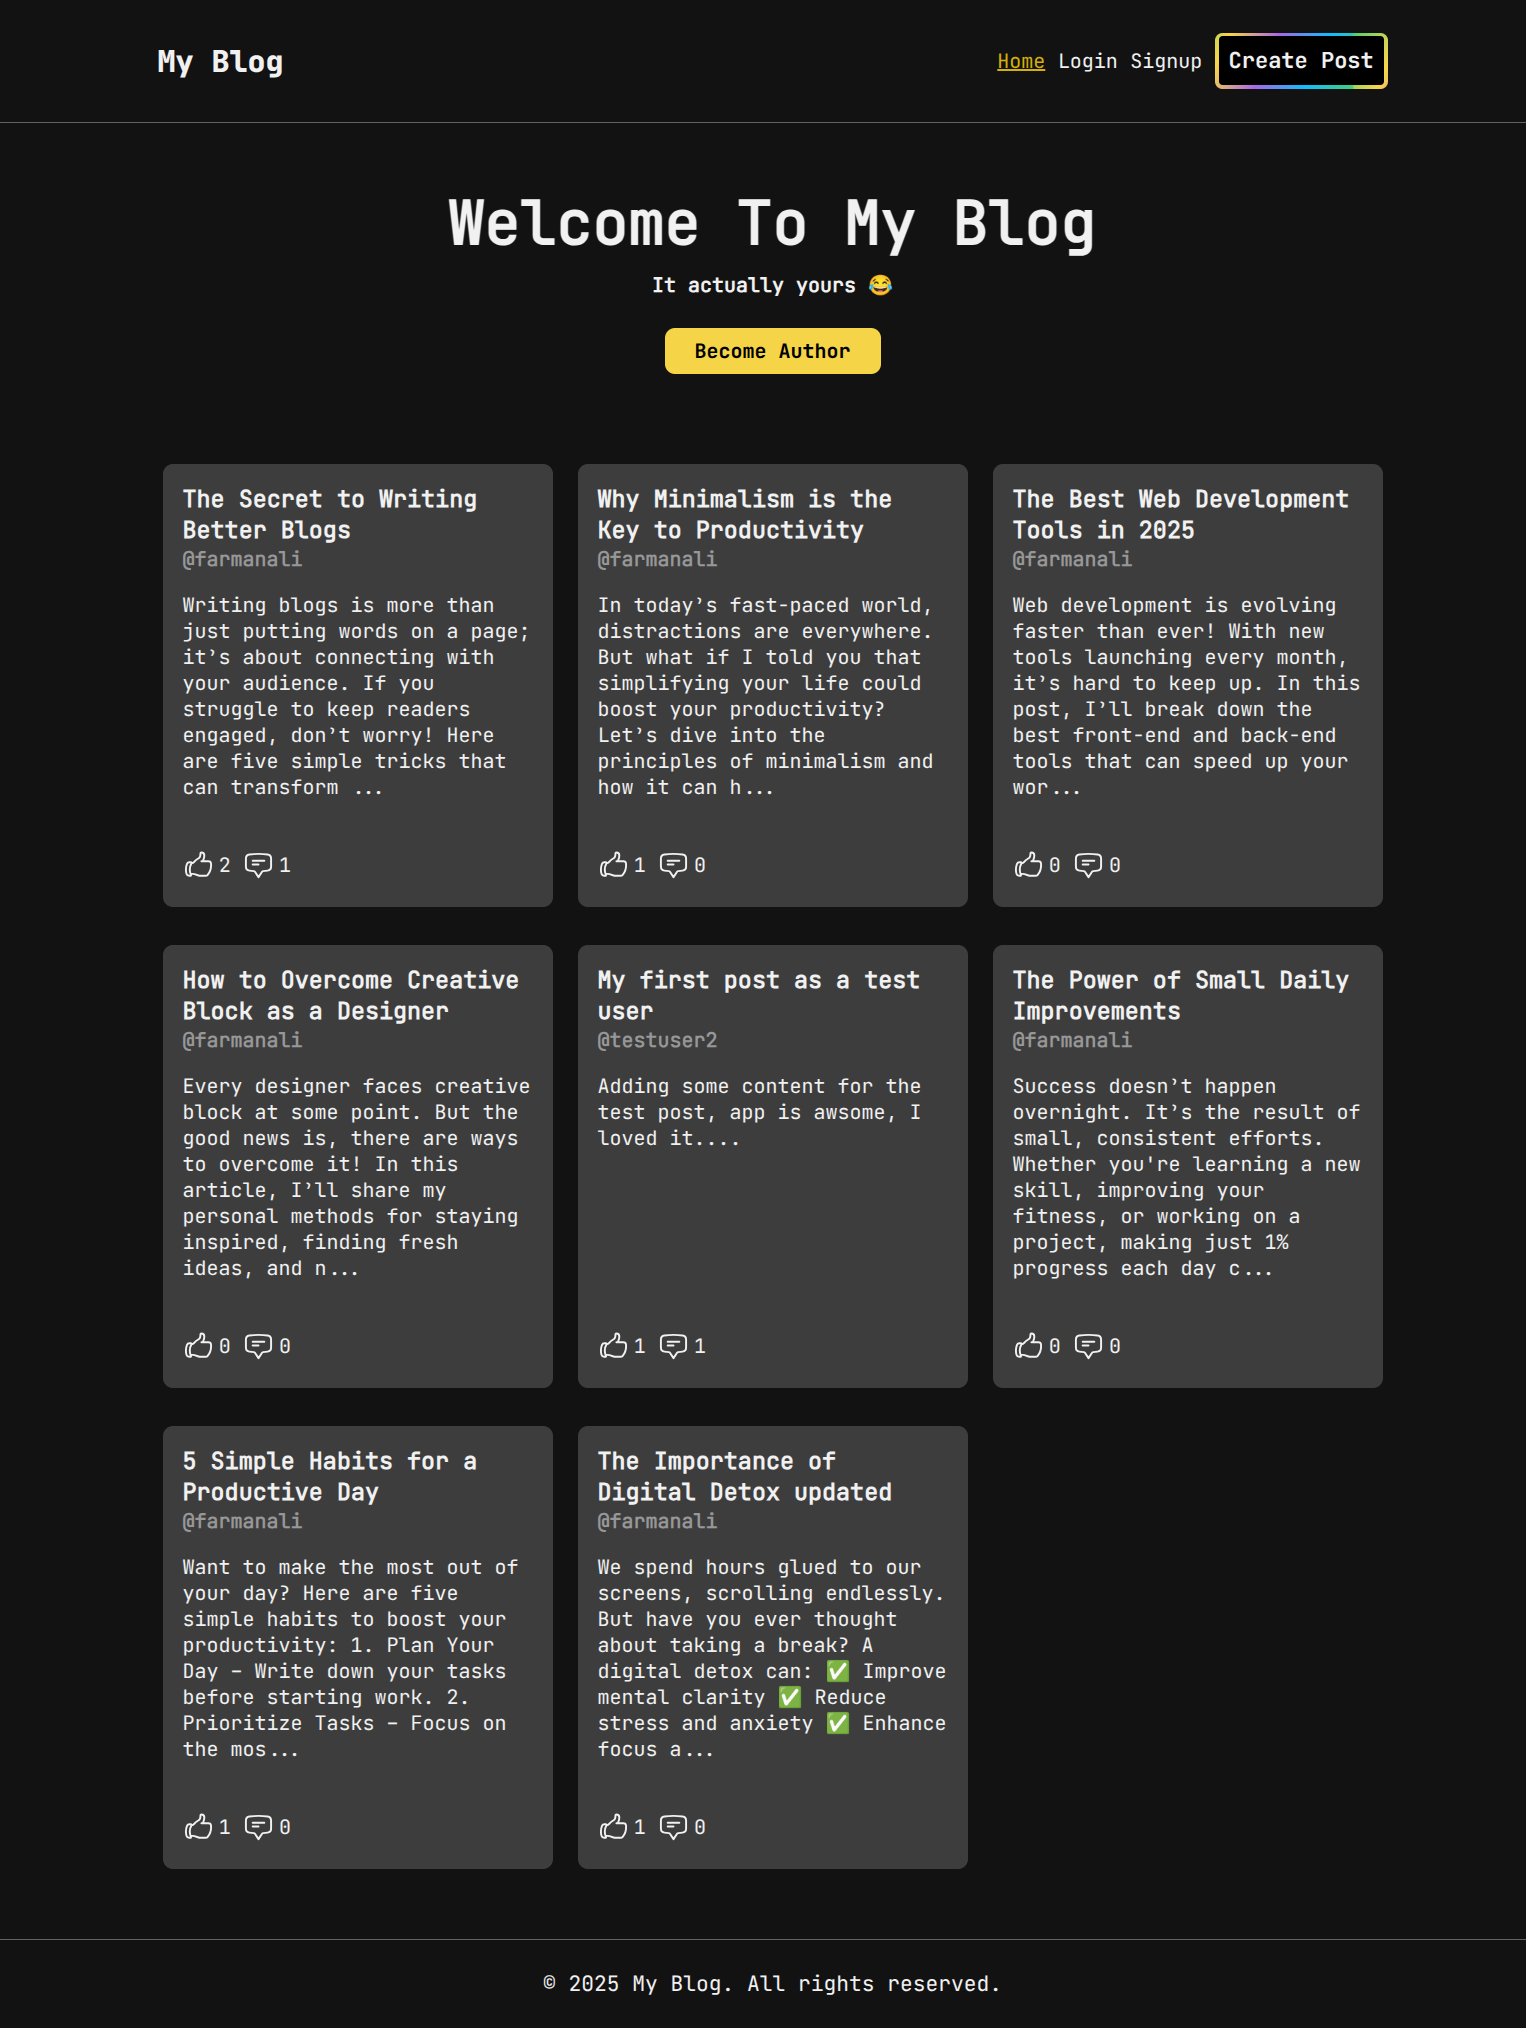 My Blog
Home Login Signup Create Post
Welcome To My Blog
It actually yours 😂
Become Author
The Secret to Writing
Better Blogs
@farmanali
Writing blogs is more than
just putting words on a page;
it’s about connecting with
your audience. If you
struggle to keep readers
engaged, don’t worry! Here
are five simple tricks that
can transform ...
2 1
Why Minimalism is the
Key to Productivity
@farmanali
In today’s fast-paced world,
distractions are everywhere.
But what if I told you that
simplifying your life could
boost your productivity?
Let’s dive into the
principles of minimalism and
how it can h...
1 0
The Best Web Development
Tools in 2025
@farmanali
Web development is evolving
faster than ever! With new
tools launching every month,
it’s hard to keep up. In this
post, I’ll break down the
best front-end and back-end
tools that can speed up your
wor...
0 0
How to Overcome Creative
Block as a Designer
@farmanali
Every designer faces creative
block at some point. But the
good news is, there are ways
to overcome it! In this
article, I’ll share my
personal methods for staying
inspired, finding fresh
ideas, and n...
0 0
My first post as a test
user
@testuser2
Adding some content for the
test post, app is awsome, I
loved it....
1 1
The Power of Small Daily
Improvements
@farmanali
Success doesn’t happen
overnight. It’s the result of
small, consistent efforts.
Whether you're learning a new
skill, improving your
fitness, or working on a
project, making just 1%
progress each day c...
0 0
5 Simple Habits for a
Productive Day
@farmanali
Want to make the most out of
your day? Here are five
simple habits to boost your
productivity: 1. Plan Your
Day – Write down your tasks
before starting work. 2.
Prioritize Tasks – Focus on
the mos...
1 0
The Importance of
Digital Detox updated
@farmanali
We spend hours glued to our
screens, scrolling endlessly.
But have you ever thought
about taking a break? A
digital detox can: ✅ Improve
mental clarity ✅ Reduce
stress and anxiety ✅ Enhance
focus a...
1 0
© 2025 My Blog. All rights reserved.